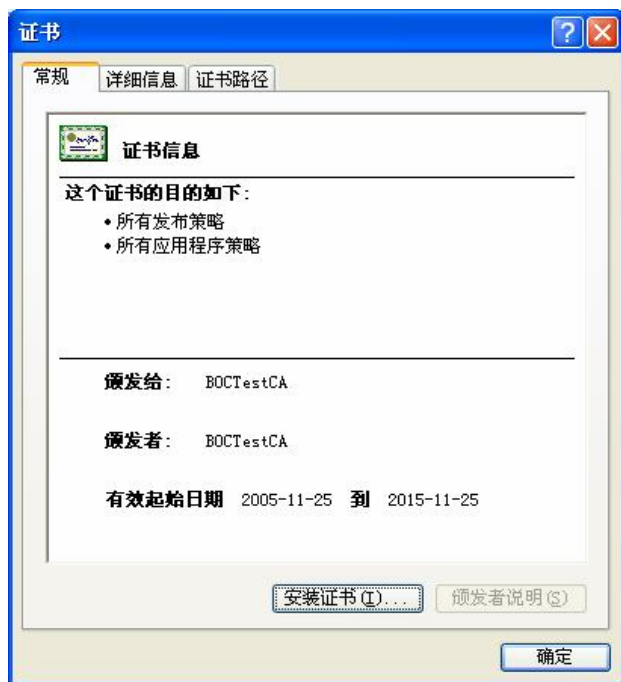 证书
常规 详细信息 证书路径
证书信息
这个证书的目的如下:
•所有发布策略
•所有应用程序策略
颁发给: BOCTestCA
颁发者: BOCTestCA
有效起始日期 2005-11-25 到 2015-11-25
安装证书(I)... 颁发者说明(S)
确定